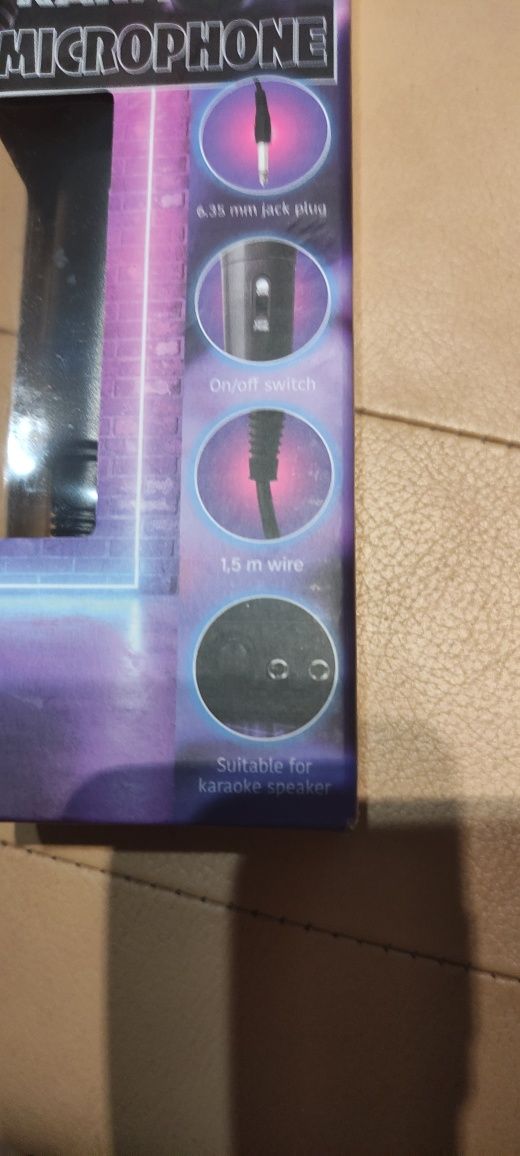 MICROPHONE
6.35 mm jack plug
On/off switch
1,5 m wire
Suitable for
karaoke speaker